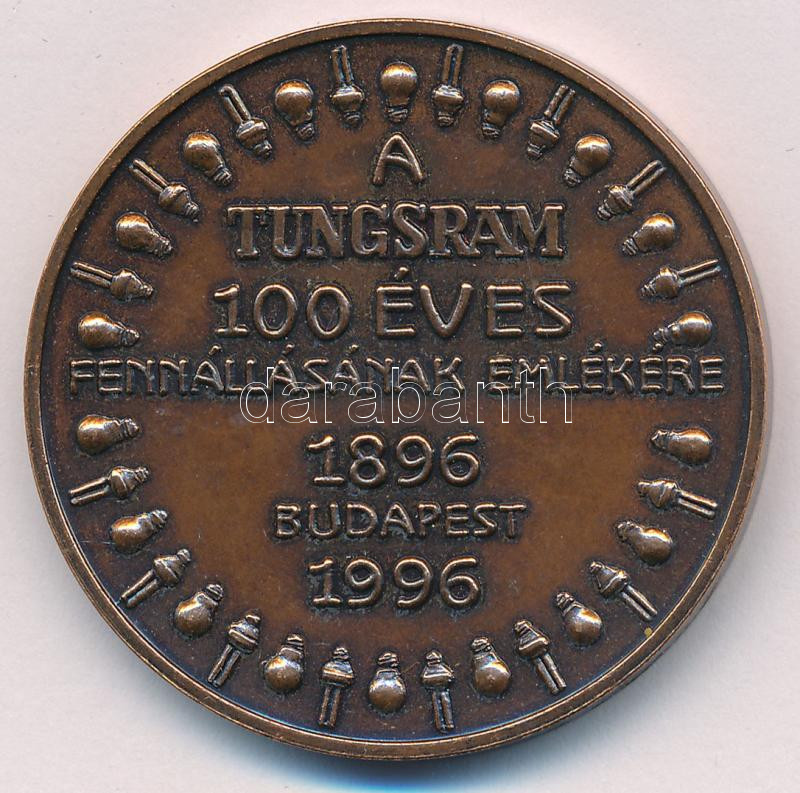 A
TUNGSRAM
100 ÉVES
FENNÁLLÁSÁNAK EMLÉKÉRE
darabanth
1896
BUDAPEST
1996